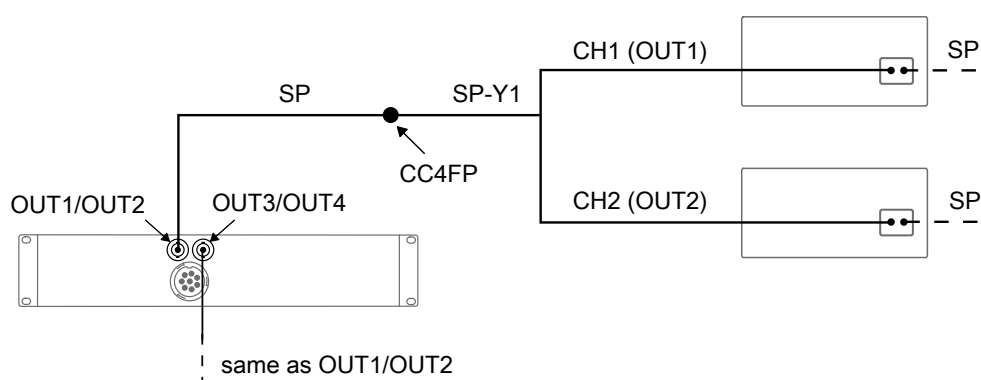 CH1 (OUT1)
SP
SP
SP-Y1
CC4FP
OUT1/OUT2
OUT3/OUT4
CH2 (OUT2)
SP
same as OUT1/OUT2